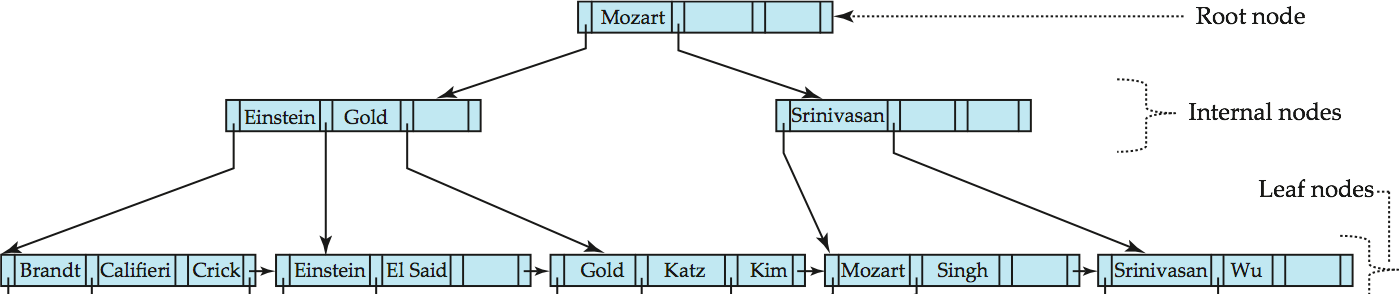 Mozart
Root node
Einstein Gold
Srinivasan
Internal nodes
Leaf nodes
Brandt Califieri Crick
Einstein El Said
Gold Katz Kim
Mozart Singh
Srinivasan Wu